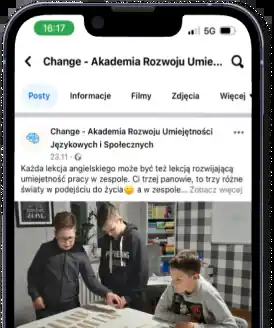 16:17
5G
Change - Akademia Rozwoju Umie...
Posty Informacje Filmy Zdjęcia Więcej
Change - Akademia Rozwoju Umiejętności
Językowych i Społecznych
23.11
Każda lekcja angielskiego może być też lekcją rozwijającą
umiejętność pracy w zespole. Ci trzej panowie, to trzy różne
światy w podejściu do życia😉 a w zespole... Zobacz więcej